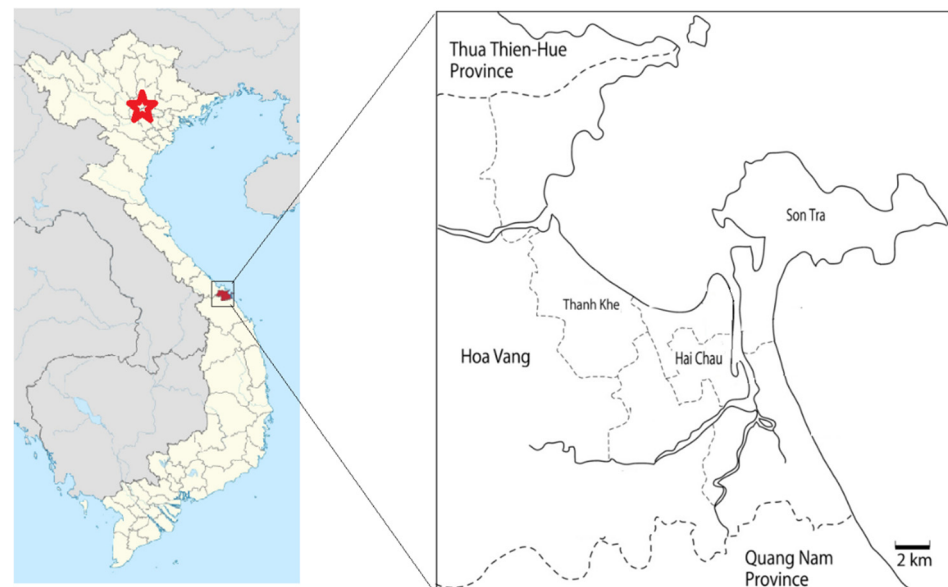 Thua Thien-Hue
Province
Son Tra
Thanh Khe
Hoa Vang
Hai Chau
2 km
Quang Nam
Province